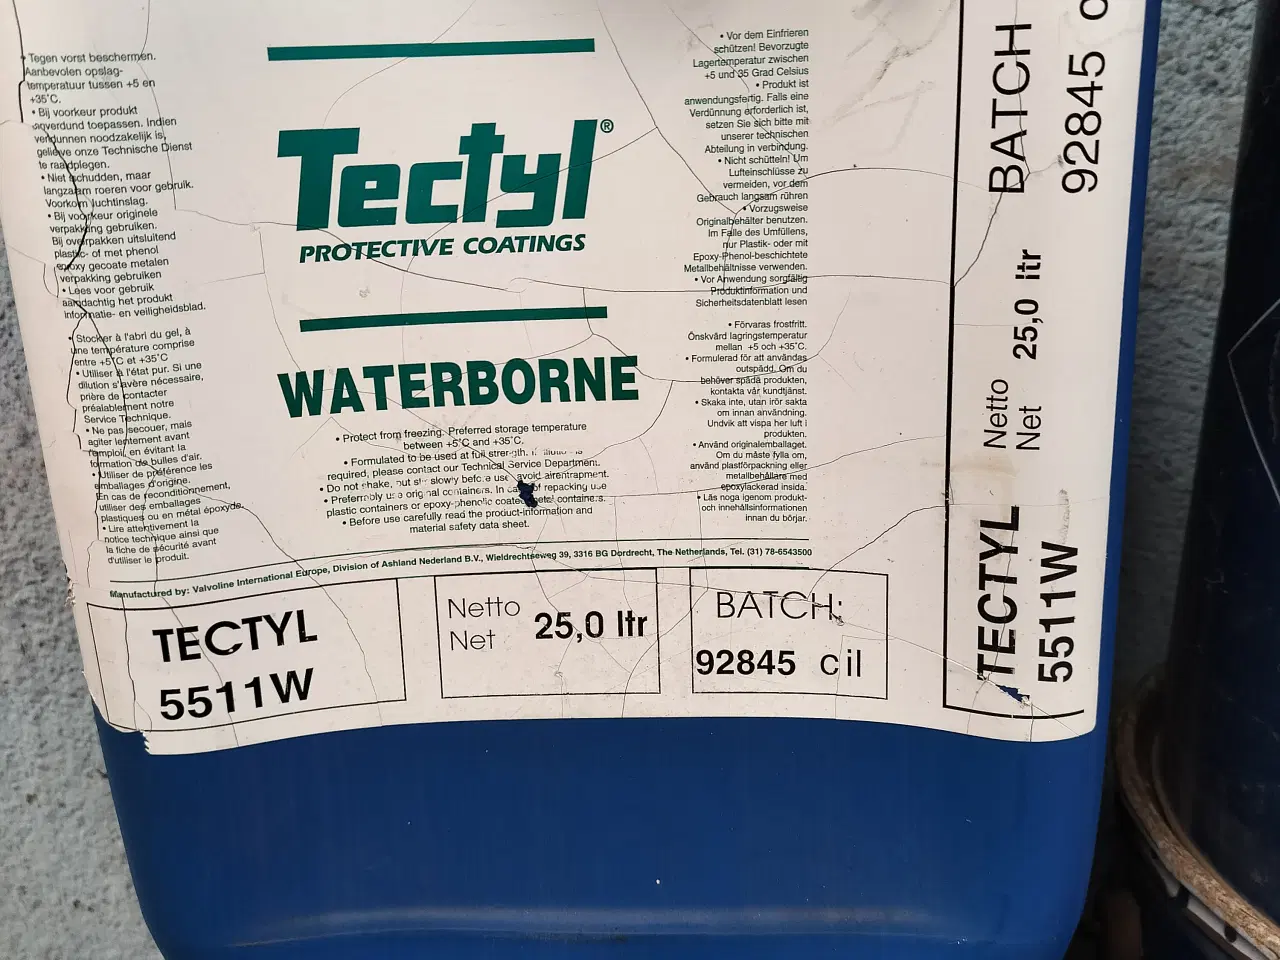 • Tegen vorst beschermen.
Aanbevolen opslag-
temperatuur tussen +5 en
+35°C.
• Bij voorkeur produkt
onverdund toepassen. Indien
verdunnen noodzakelijk is,
gelieve onze Technische Dienst
te raadplegen.
• Niet schudden, maar
langzaam roeren voor gebruik.
Voorkom luchtinslag.
• Bij voorkeur originele
verpakking gebruiken.
Bij overpakken uitsluitend
plastic- of met phenol
epoxy gecoate metalen
verpakking gebruiken
• Lees voor gebruik
aandachtig het produkt
informatie- en veiligheidsblad.
• Stocker à l'abri du gel, à
une température comprise
entre +5°C et +35°C
• Utiliser à l'état pur. Si une
dilution s'avère nécessaire,
prière de contacter
préalablement notre
Service Technique.
• Ne pas secouer, mais
agiter lentement avant
l'emploi, en évitant la
formation de bulles d'air.
• Utiliser de préférence les
emballages d'origine.
En cas de reconditionnement,
utiliser des emballages
plastiques ou en métal époxyde.
• Lire attentivement la
notice technique ainsi que
la fiche de sécurité avant
d'utiliser le produit.
Tectyl®
PROTECTIVE COATINGS
WATERBORNE
• Protect from freezing. Preferred storage temperature
between +5°C and +35°C.
• Formulated to be used at full strength. If dilution is
required, please contact our Technical Service Department.
• Do not shake, but stir slowly before use avoid airentrapment.
• Preferrably use original containers. In case of repacking use
plastic containers or epoxy-phenolic coated metal containers.
• Before use carefully read the product-information and
material safety data sheet.
• Vor dem Einfrieren
schützen! Bevorzugte
Lagertemperatur zwischen
+5 und 35 Grad Celsius
• Produkt ist
anwendungsfertig. Falls eine
Verdünnung erforderlich ist,
setzen Sie sich bitte mit
unserer technischen
Abteilung in verbindung.
• Nicht schütteln! Um
Lufteinschlüsse zu
vermeiden, vor dem
Gebrauch langsam rühren
• Vorzugsweise
Originalbehälter benutzen.
Im Falle des Umfüllens,
nur Plastik- oder mit
Epoxy-Phenol-beschichtete
Metallbehältnisse verwenden.
• Vor Anwendung sorgfältig
Produktinformation und
Sicherheitsdatenblatt lesen
• Förvaras frostfritt.
Önskvärd lagringstemperatur
mellan +5 och +35°C.
• Formulerad för att användas
outspädd. Om du
behöver späda produkten,
kontakta vår kundtjänst.
• Skaka inte, utan rör sakta
om innan användning.
Undvik att vispa her luft i
produkten.
• Använd originalemballaget.
Om du måste fylla om,
använd plastförpackning eller
metallbehållare med
epoxylackerad insida.
• Läs noga igenom produkt-
och innehållsinformationen
innan du börjar.
Manufactured by: Valvoline International Europe, Division of Ashland Nederland B.V., Wieldrechtseweg 39, 3316 BG Dordrecht, The Netherlands, Tel. (31) 78-6543500
TECTYL
5511W
Netto
Net
25,0 ltr
BATCH:
92845 cil
TECTYL
5511W
Netto
Net
25,0 ltr
BATCH
92845